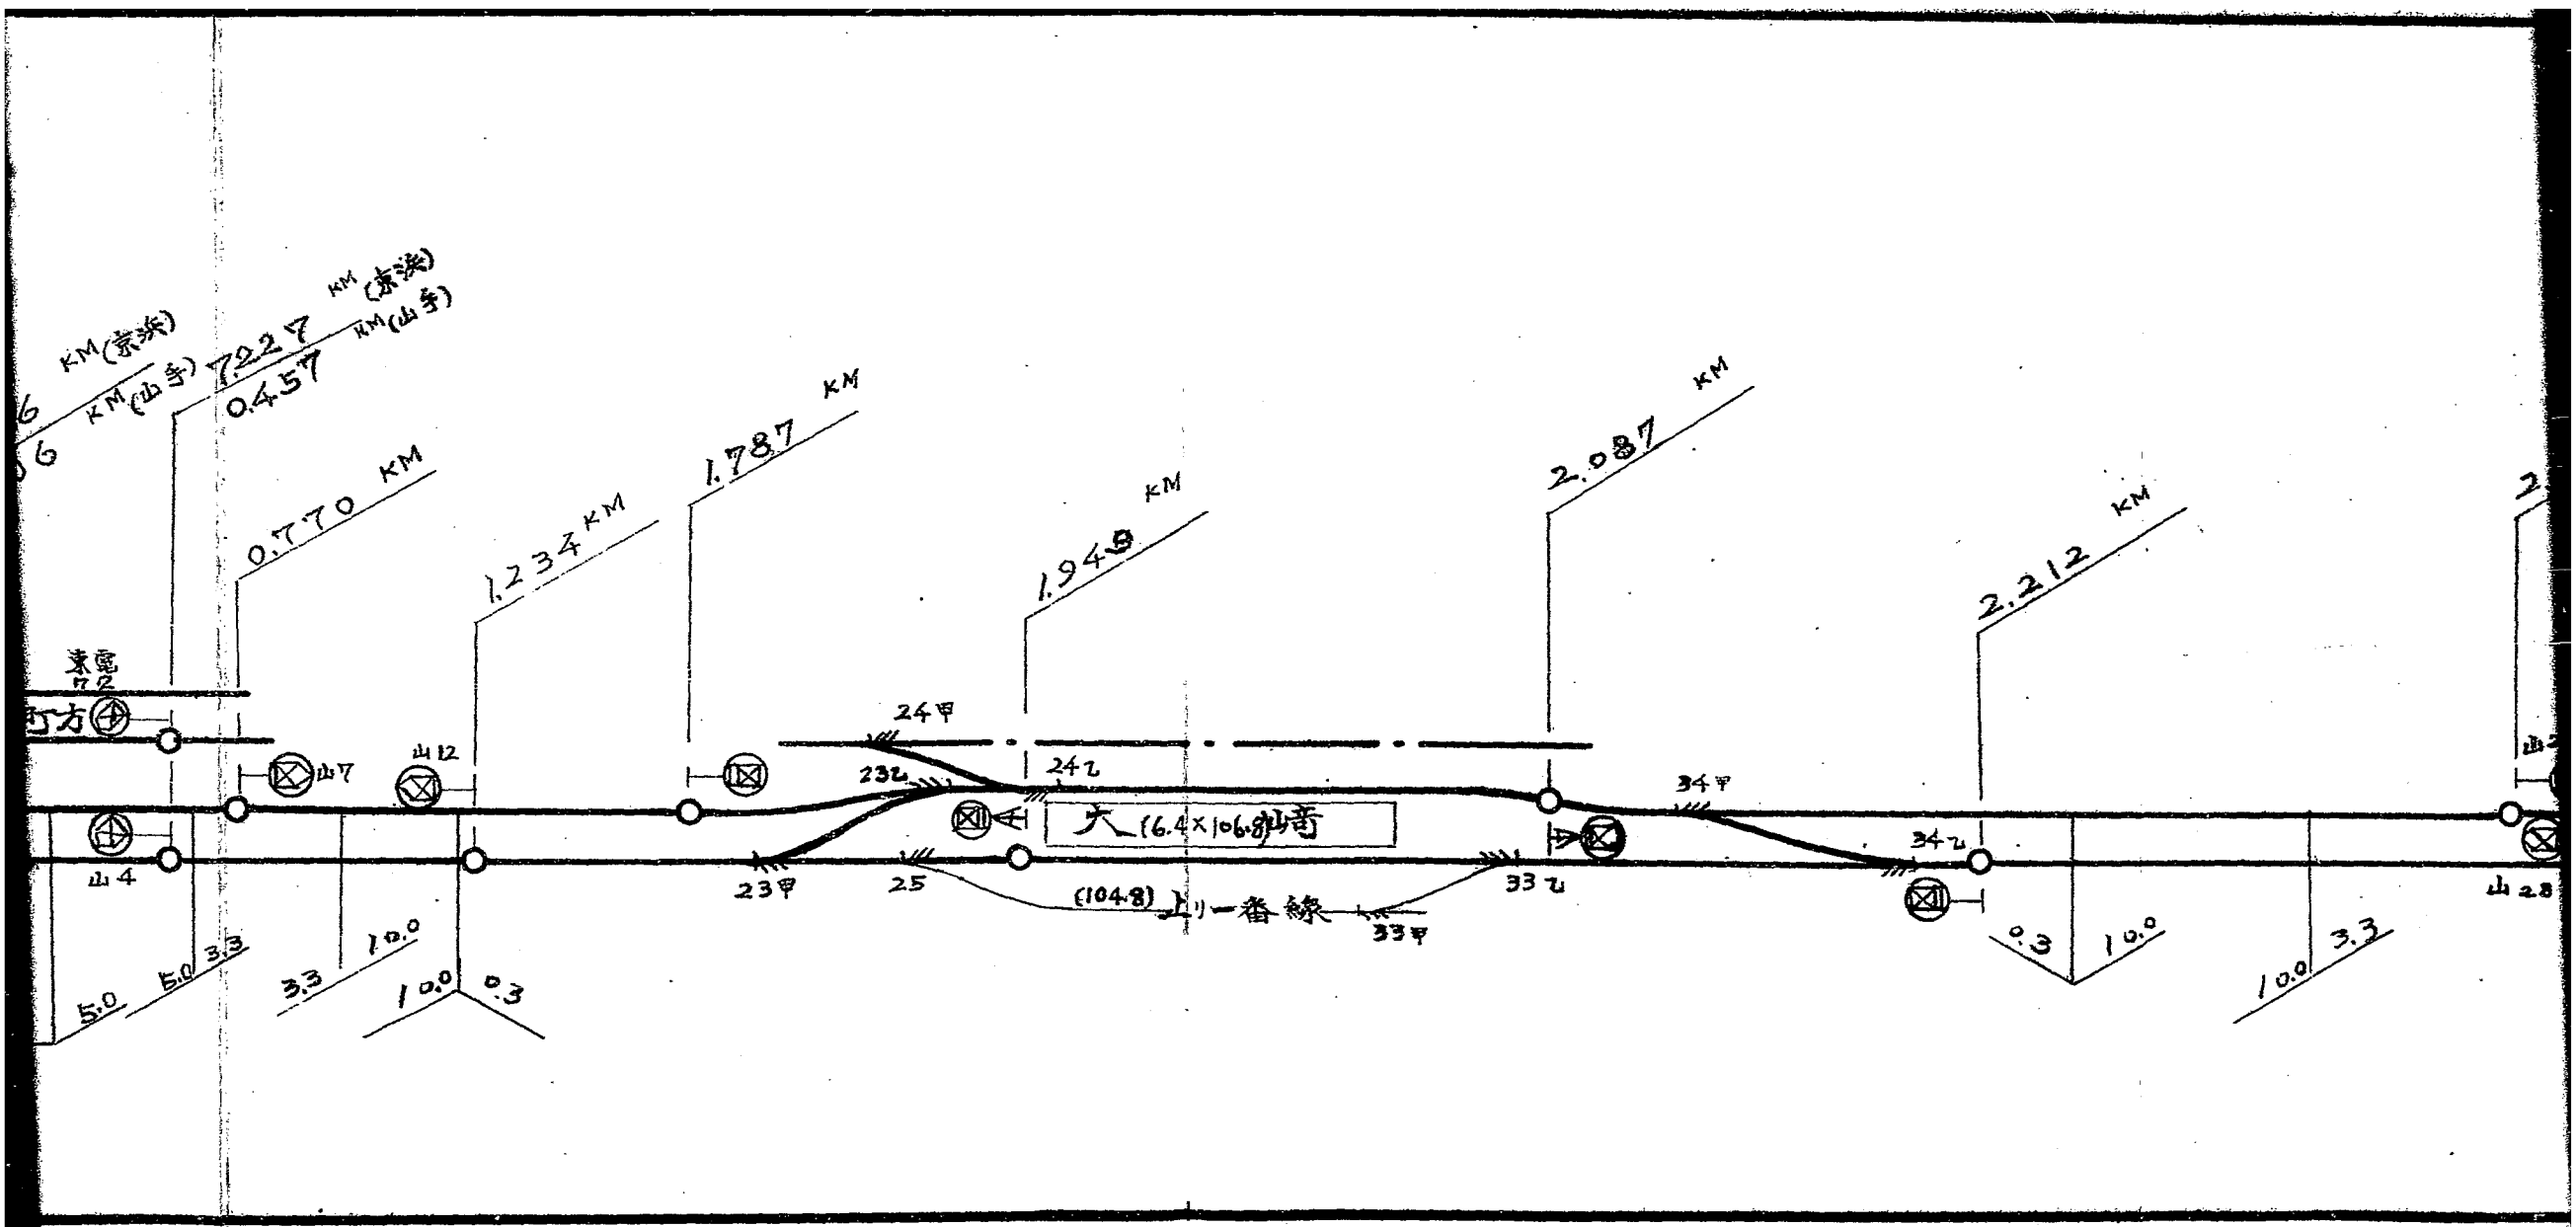 KM(京浜)
6
KM(山手)
6
7.227 KM(京浜)
0.457 KM(山手)
0.770 KM
1.234 KM
1.787 KM
KM
2.087 KM
2.212 KM
2.
東電
72
町方
山7
山12
24甲
23乙
24乙
大(6.4×106.8)崎
34甲
34乙
山4
23甲
25
(104.8)
上り一番線
33乙
33甲
山28
5.0
5.0 3.3
3.3 10.0
10.0 0.3
0.3 10.0
10.0 3.3